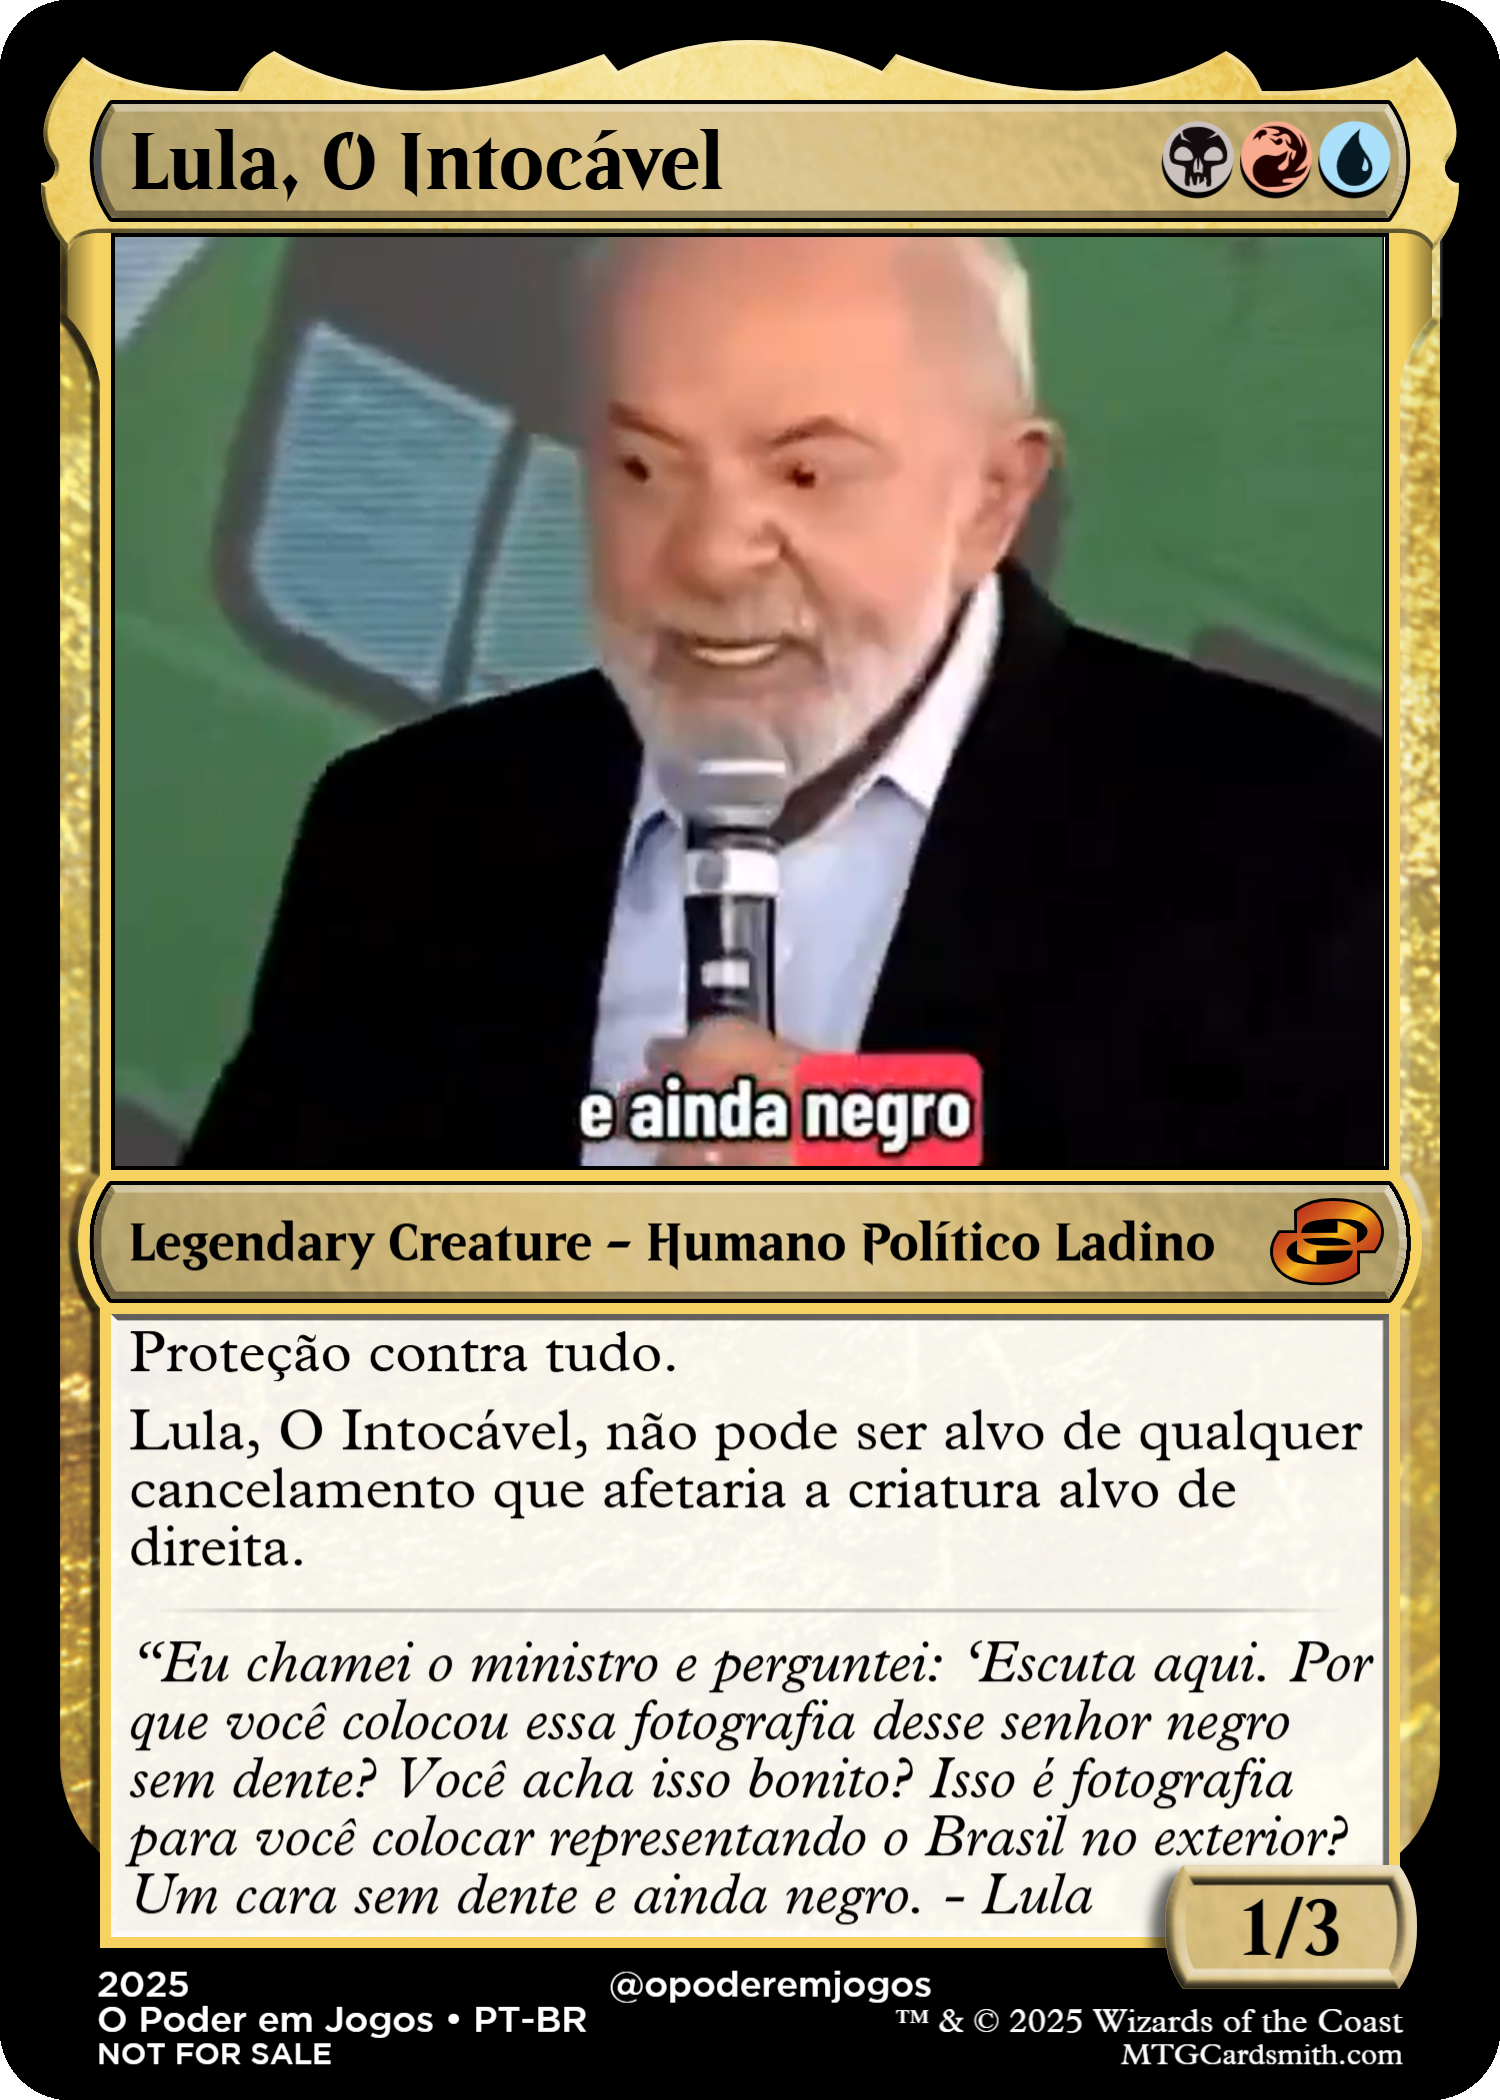 Lula, O Intocável
e ainda negro
Legendary Creature – Humano Político Ladino
Proteção contra tudo.
Lula, O Intocável, não pode ser alvo de qualquer
cancelamento que afetaria a criatura alvo de
direita.
“Eu chamei o ministro e perguntei: ‘Escuta aqui. Por
que você colocou essa fotografia desse senhor negro
sem dente? Você acha isso bonito? Isso é fotografia
para você colocar representando o Brasil no exterior?
Um cara sem dente e ainda negro. – Lula
1/3
2025
@opoderemjogos
O Poder em Jogos • PT-BR
™ & © 2025 Wizards of the Coast
NOT FOR SALE
MTGCardsmith.com